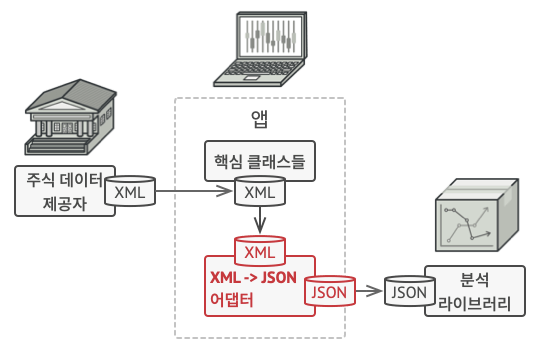 앱
주식 데이터
제공자
XML
핵심 클래스들
XML
XML
XML -> JSON
어댑터
JSON
JSON
분석
라이브러리